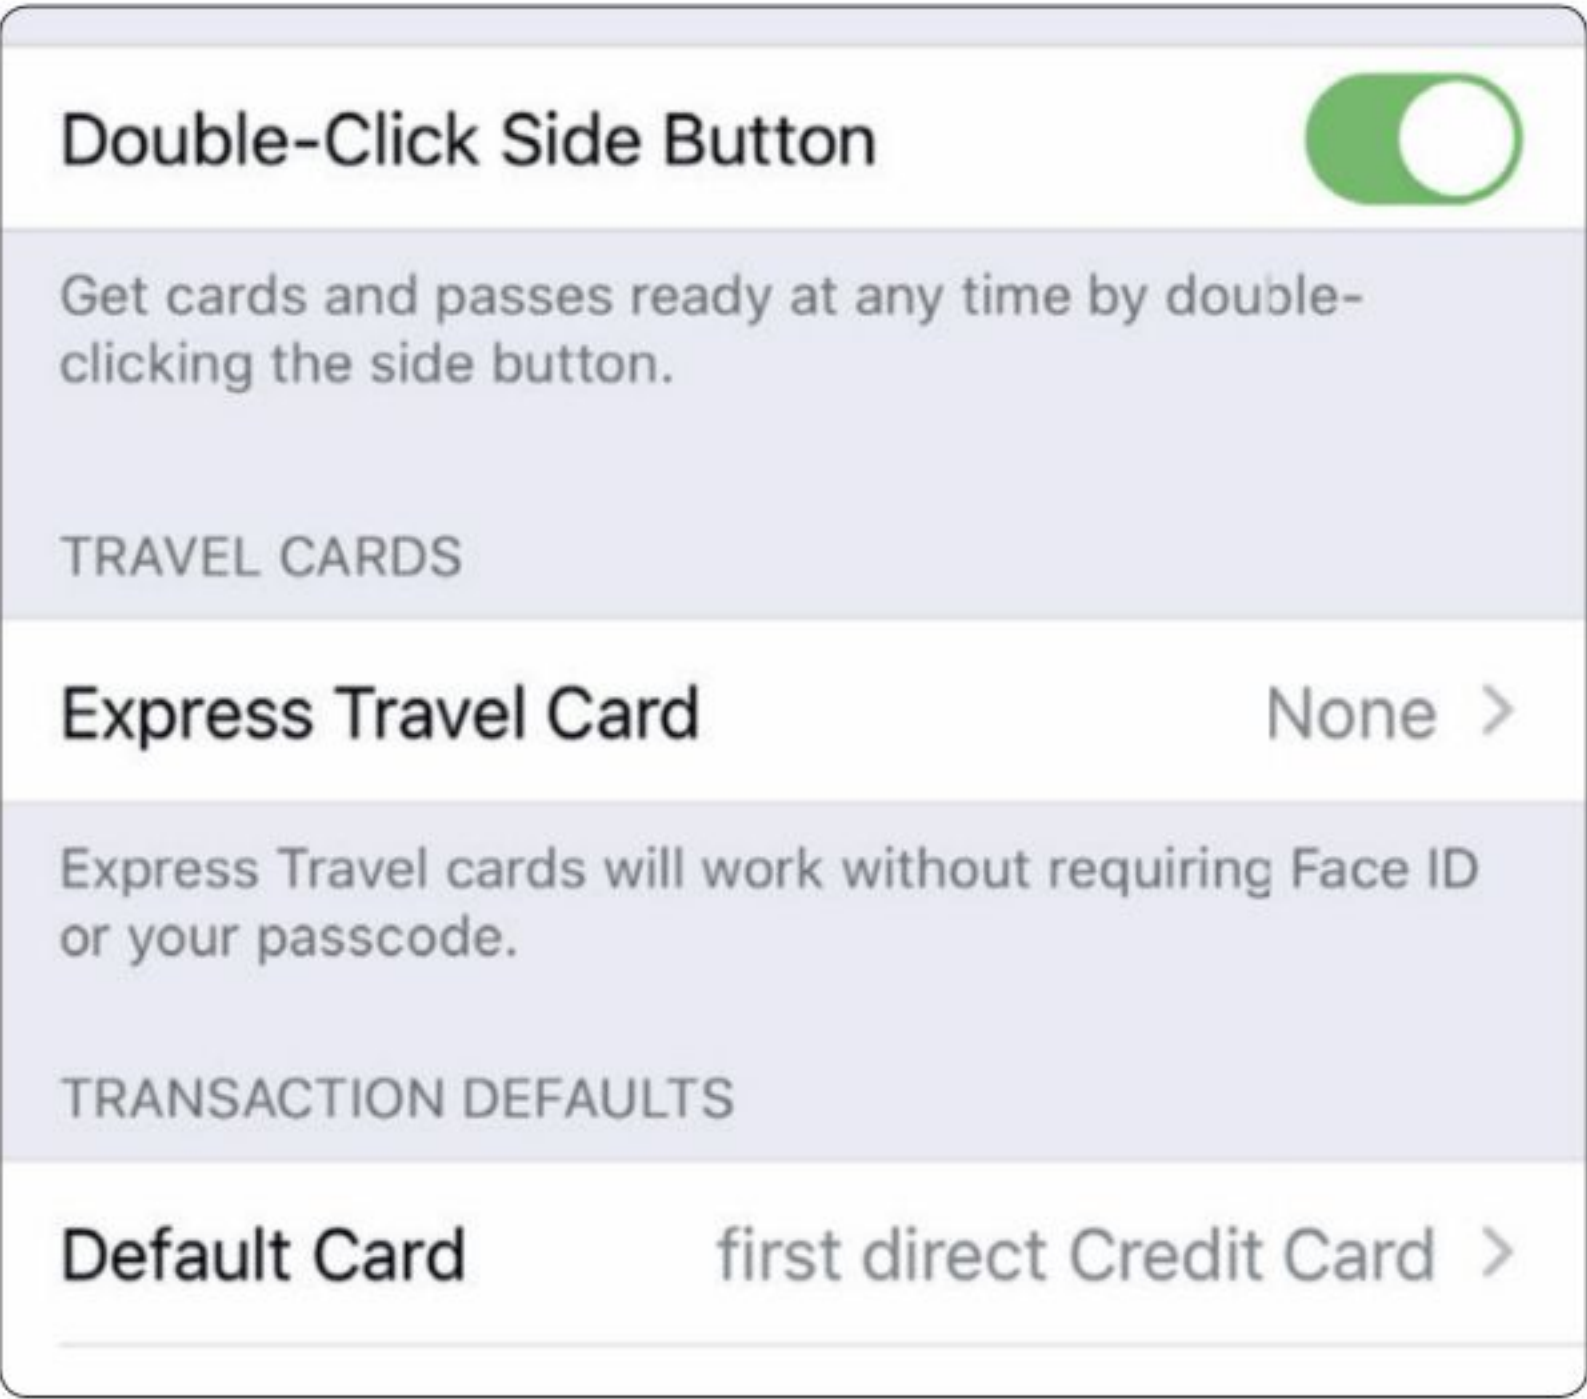 Double-Click Side Button
Get cards and passes ready at any time by double-
clicking the side button.
TRAVEL CARDS
Express Travel Card None
Express Travel cards will work without requiring Face ID
or your passcode.
TRANSACTION DEFAULTS
Default Card first direct Credit Card